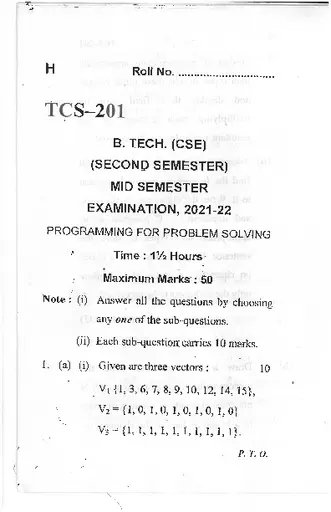 H Roll No. ..............................
TCS–201
B. TECH. (CSE)
(SECOND SEMESTER)
MID SEMESTER
EXAMINATION, 2021-22
PROGRAMMING FOR PROBLEM SOLVING
Time : 1½ Hours
Maximum Marks : 50
Note : (i) Answer all the questions by choosing
any one of the sub-questions.
(ii) Each sub-question carries 10 marks.
1. (a) (i) Given are three vectors : 10
V₁ {1, 3, 6, 7, 8, 9, 10, 12, 14, 15},
V₂ = {1, 0, 1, 0, 1, 0, 1, 0, 1, 0}
V₃ = {1, 1, 1, 1, 1, 1, 1, 1, 1, 1}.
P. T. O.